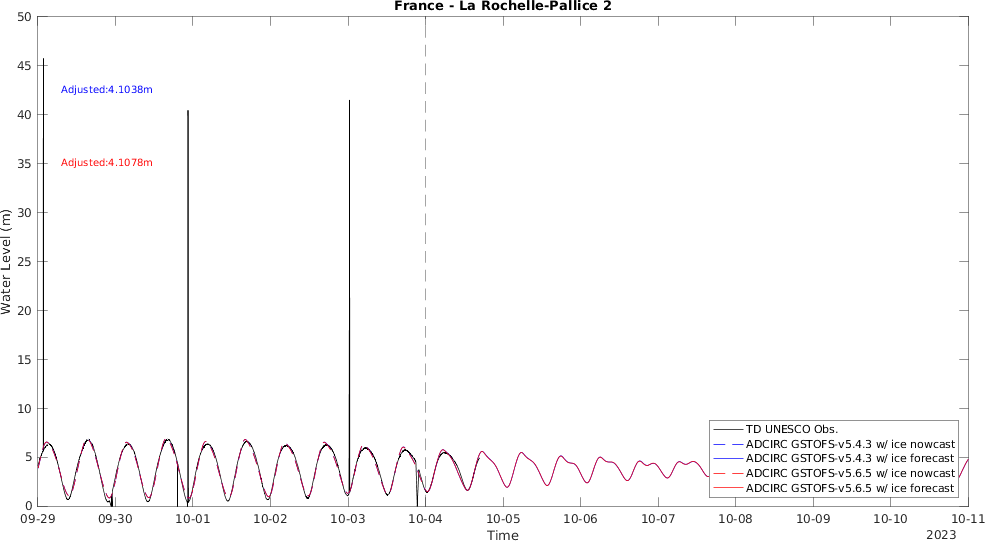 France - La Rochelle-Pallice 2
50
45
40
35
30
25
20
15
10
5
0
Water Level (m)
Adjusted:4.1038m
Adjusted:4.1078m
TD UNESCO Obs.
ADCIRC GSTOFS-v5.4.3 w/ ice nowcast
ADCIRC GSTOFS-v5.4.3 w/ ice forecast
ADCIRC GSTOFS-v5.6.5 w/ ice nowcast
ADCIRC GSTOFS-v5.6.5 w/ ice forecast
09-29 09-30 10-01 10-02 10-03 10-04 10-05 10-06 10-07 10-08 10-09 10-10 10-11
Time
2023